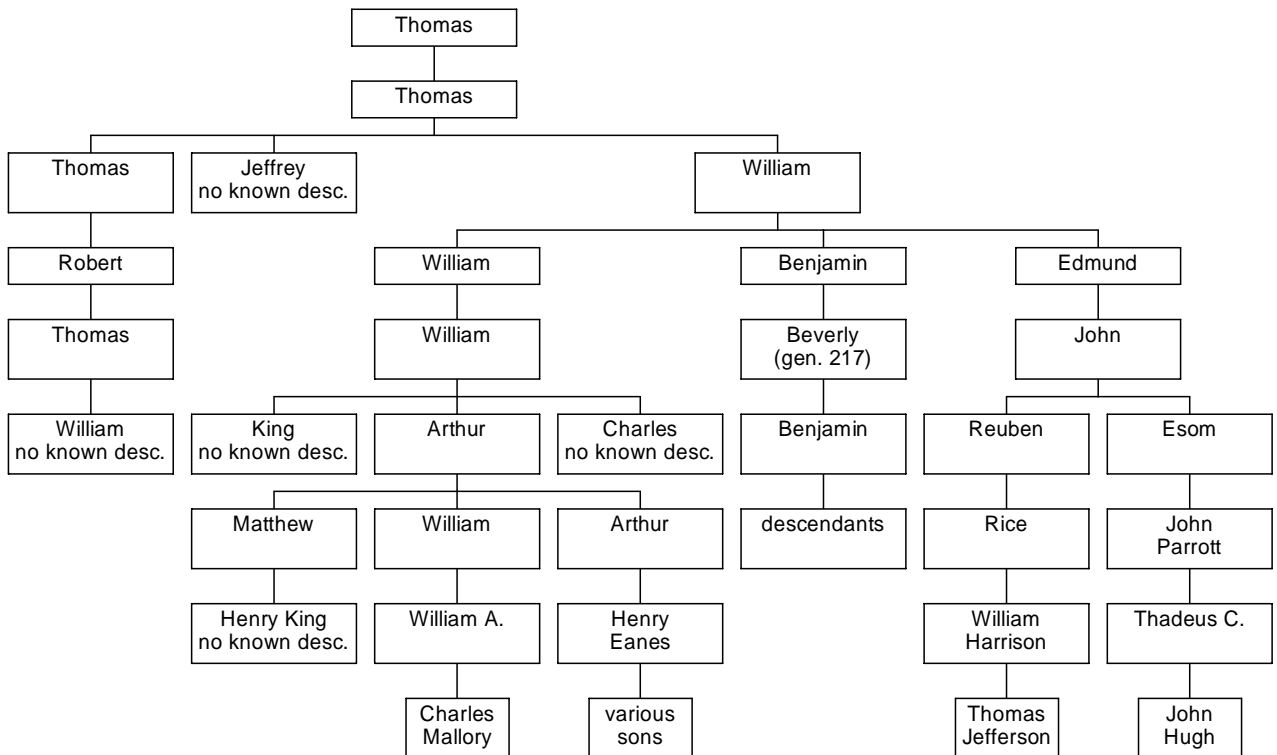 Thomas
Thomas
Thomas
Jeffrey
no known desc.
William
Robert
William
Benjamin
Edmund
Thomas
William
Beverly
(gen. 217)
John
William
no known desc.
King
no known desc.
Arthur
Charles
no known desc.
Benjamin
Reuben
Esom
Matthew
William
Arthur
descendants
Rice
John
Parrott
Henry King
no known desc.
William A.
Henry
Eanes
William
Harrison
Thadeus C.
Charles
Mallory
various
sons
Thomas
Jefferson
John
Hugh